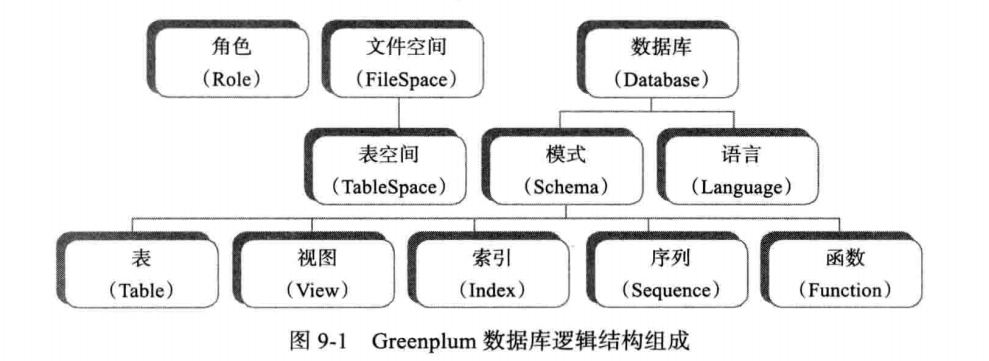 角色
（Role）
文件空间
（FileSpace）
数据库
（Database）
表空间
（TableSpace）
模式
（Schema）
语言
（Language）
表
（Table）
视图
（View）
索引
（Index）
序列
（Sequence）
函数
（Function）
图 9-1 Greenplum 数据库逻辑结构组成